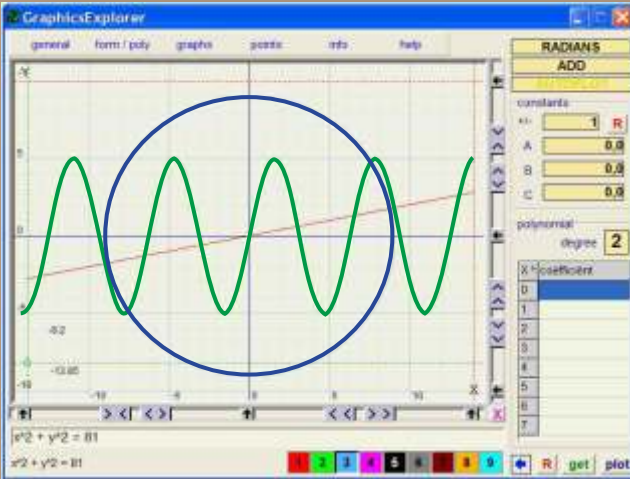 GraphicsExplorer
general form / poly graphs points info help
RADIANS
ADD
AUTOPLOT
constants
+/- 1 R
A 0,0
B 0,0
C 0,0
polynomial
degree 2
X^ coëfficiënt
0
1
2
3
4
5
6
7
Y
5
0
-5
-8.2
-13.85
-10 -5 0 5 10 X
x^2 + y^2 = 81
x^2 + y^2 = 81
1 2 3 4 5 6 7 8 9
R get plot